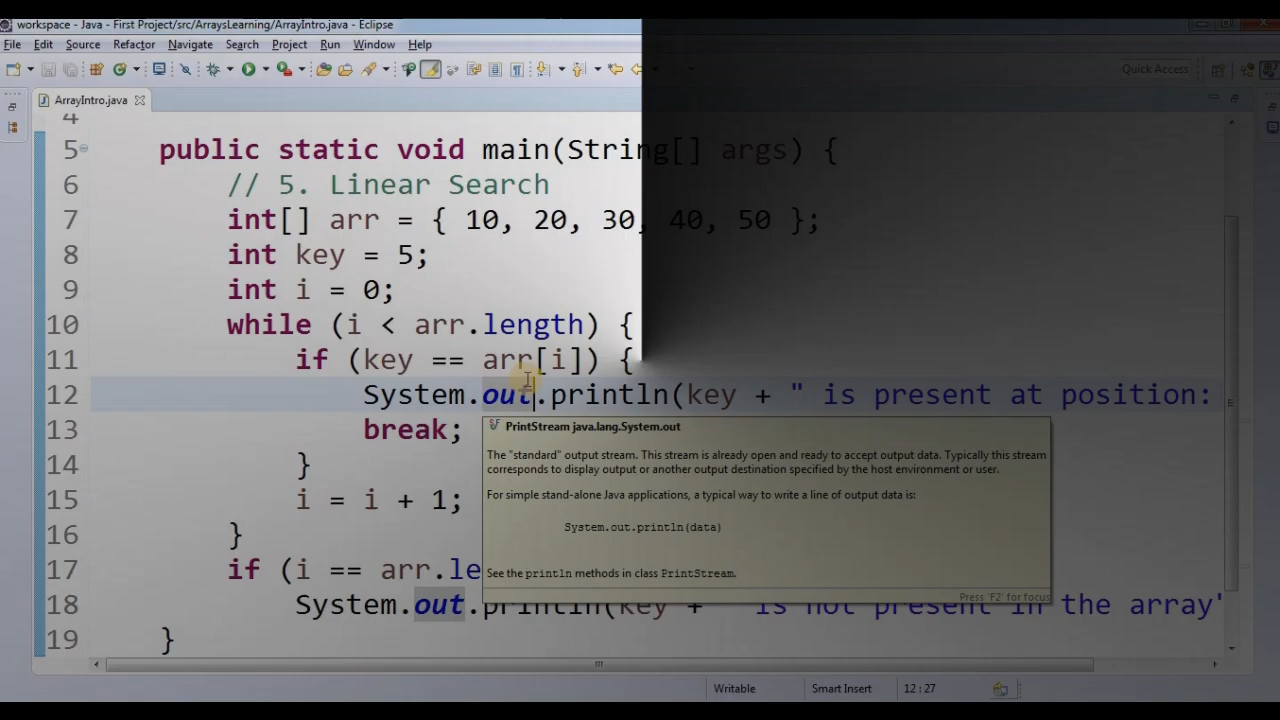 workspace - Java - First Project/src/ArraysLearning/ArrayIntro.java - Eclipse
File Edit Source Refactor Navigate Search Project Run Window Help
Quick Access
ArrayIntro.java
4
5 public static void main(String[] args) {
6 // 5. Linear Search
7 int[] arr = { 10, 20, 30, 40, 50 };
8 int key = 5;
9 int i = 0;
10 while (i < arr.length) {
11 if (key == arr[i]) {
12 System.out.println(key + " is present at position:
13 break;
PrintStream java.lang.System.out
The "standard" output stream. This stream is already open and ready to accept output data. Typically this stream
corresponds to display output or another output destination specified by the host environment or user.
For simple stand-alone Java applications, a typical way to write a line of output data is:
System.out.println(data)
See the println methods in class PrintStream.
Press 'F2' for focus
14 }
15 i = i + 1;
16 }
17 if (i == arr.le
18 System.out.println(key + is not present in the array"
19 }
Writable Smart Insert 12:27